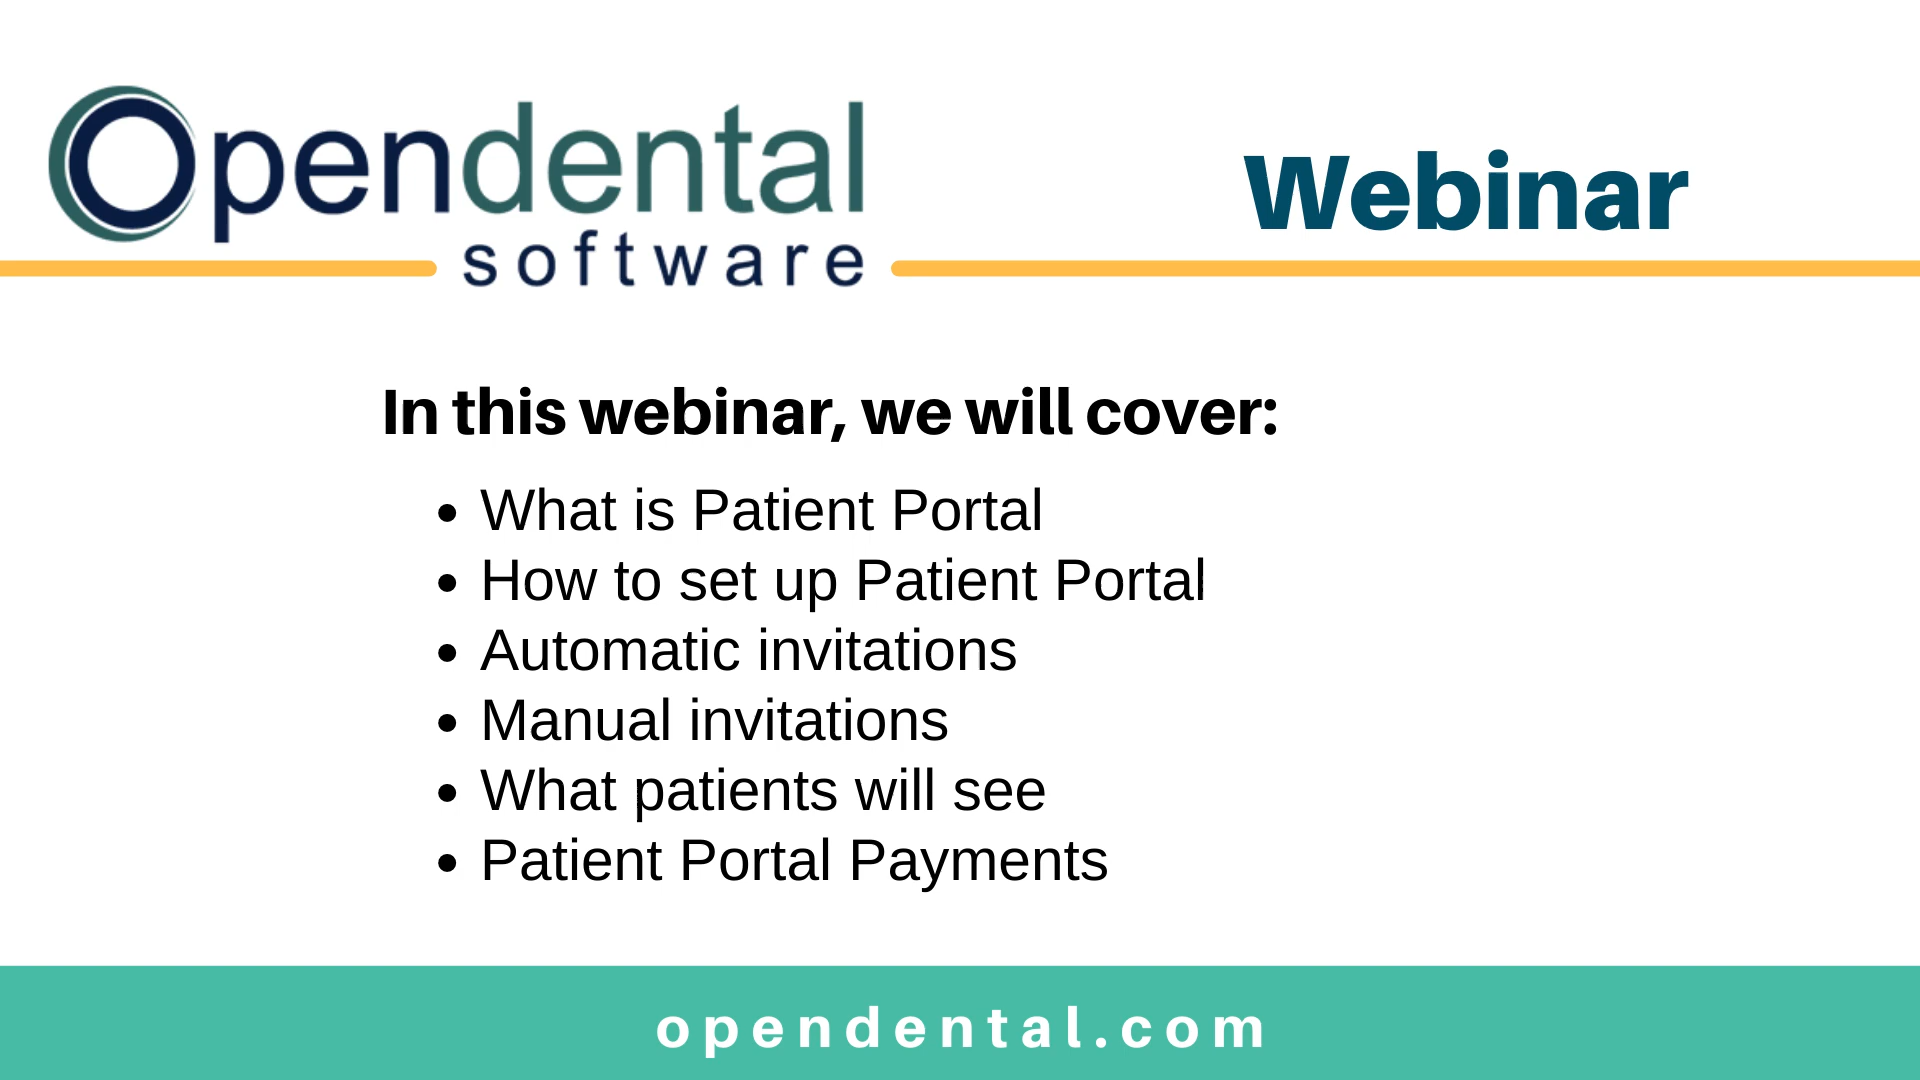 Opendental
software
Webinar
In this webinar, we will cover:
• What is Patient Portal
• How to set up Patient Portal
• Automatic invitations
• Manual invitations
• What patients will see
• Patient Portal Payments
opendental.com